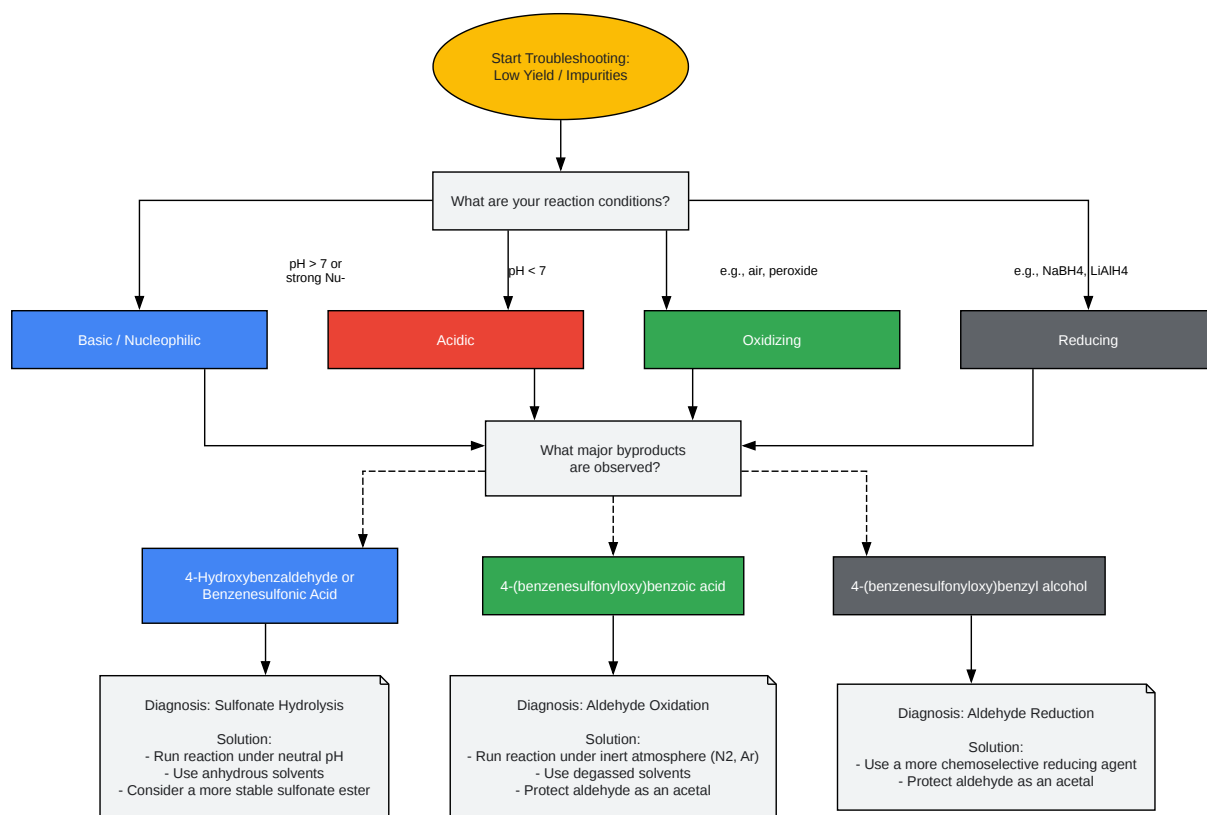 Start Troubleshooting:
Low Yield / Impurities
What are your reaction conditions?
pH > 7 or
strong Nu-
pH < 7
e.g., air, peroxide
e.g., NaBH4, LiAlH4
Basic / Nucleophilic
Acidic
Oxidizing
Reducing
What major byproducts
are observed?
4-Hydroxybenzaldehyde or
Benzenesulfonic Acid
4-(benzenesulfonyloxy)benzoic acid
4-(benzenesulfonyloxy)benzyl alcohol
Diagnosis: Sulfonate Hydrolysis
Solution:
- Run reaction under neutral pH
- Use anhydrous solvents
- Consider a more stable sulfonate ester
Diagnosis: Aldehyde Oxidation
Solution:
- Run reaction under inert atmosphere (N2, Ar)
- Use degassed solvents
- Protect aldehyde as an acetal
Diagnosis: Aldehyde Reduction
Solution:
- Use a more chemoselective reducing agent
- Protect aldehyde as an acetal